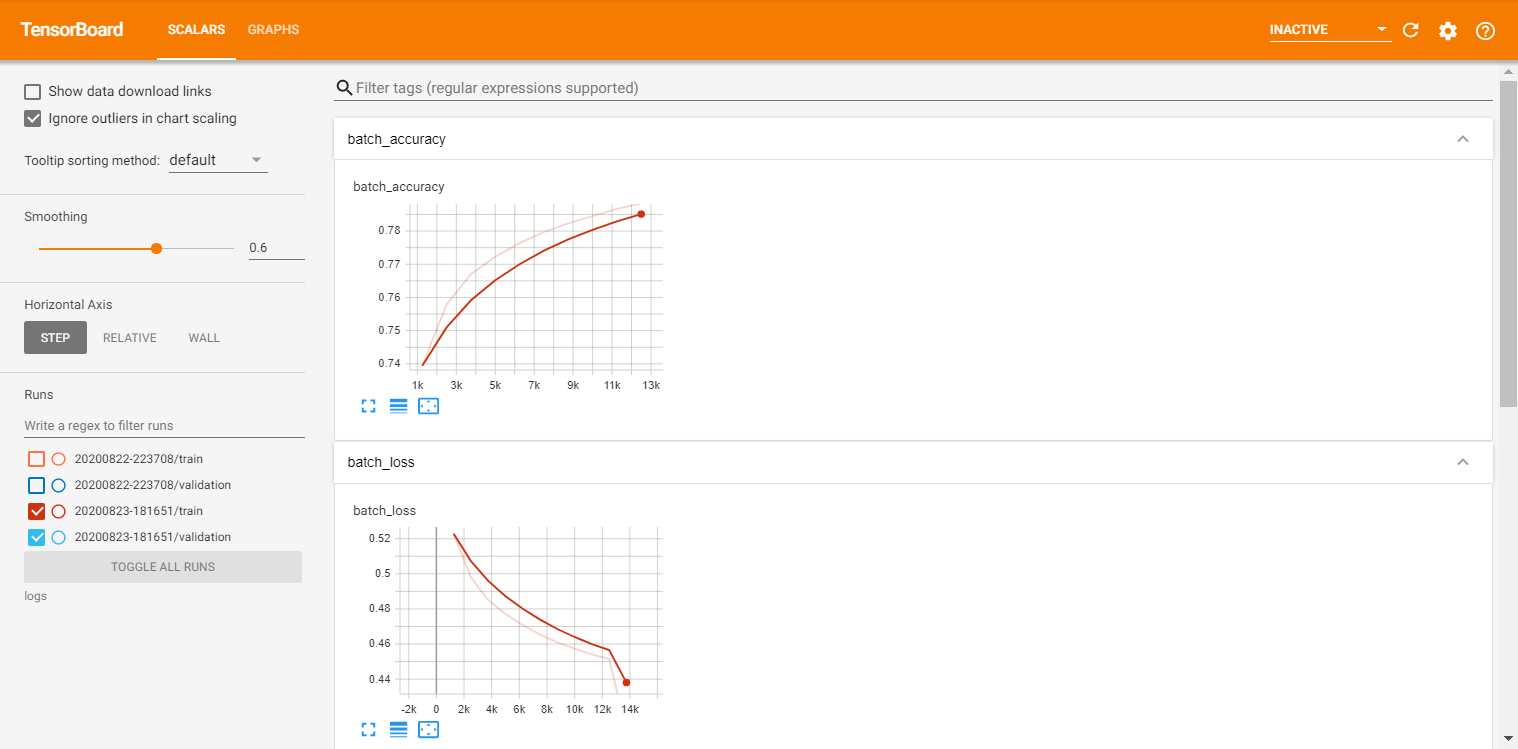 TensorBoard SCALARS GRAPHS INACTIVE
Show data download links
Ignore outliers in chart scaling
Tooltip sorting method: default
Smoothing
0.6
Horizontal Axis
STEP RELATIVE WALL
Runs
Write a regex to filter runs
20200822-223708/train
20200822-223708/validation
20200823-181651/train
20200823-181651/validation
TOGGLE ALL RUNS
logs
Filter tags (regular expressions supported)
batch_accuracy
batch_accuracy
0.78
0.77
0.76
0.75
0.74
1k 3k 5k 7k 9k 11k 13k
batch_loss
batch_loss
0.52
0.5
0.48
0.46
0.44
-2k 0 2k 4k 6k 8k 10k 12k 14k